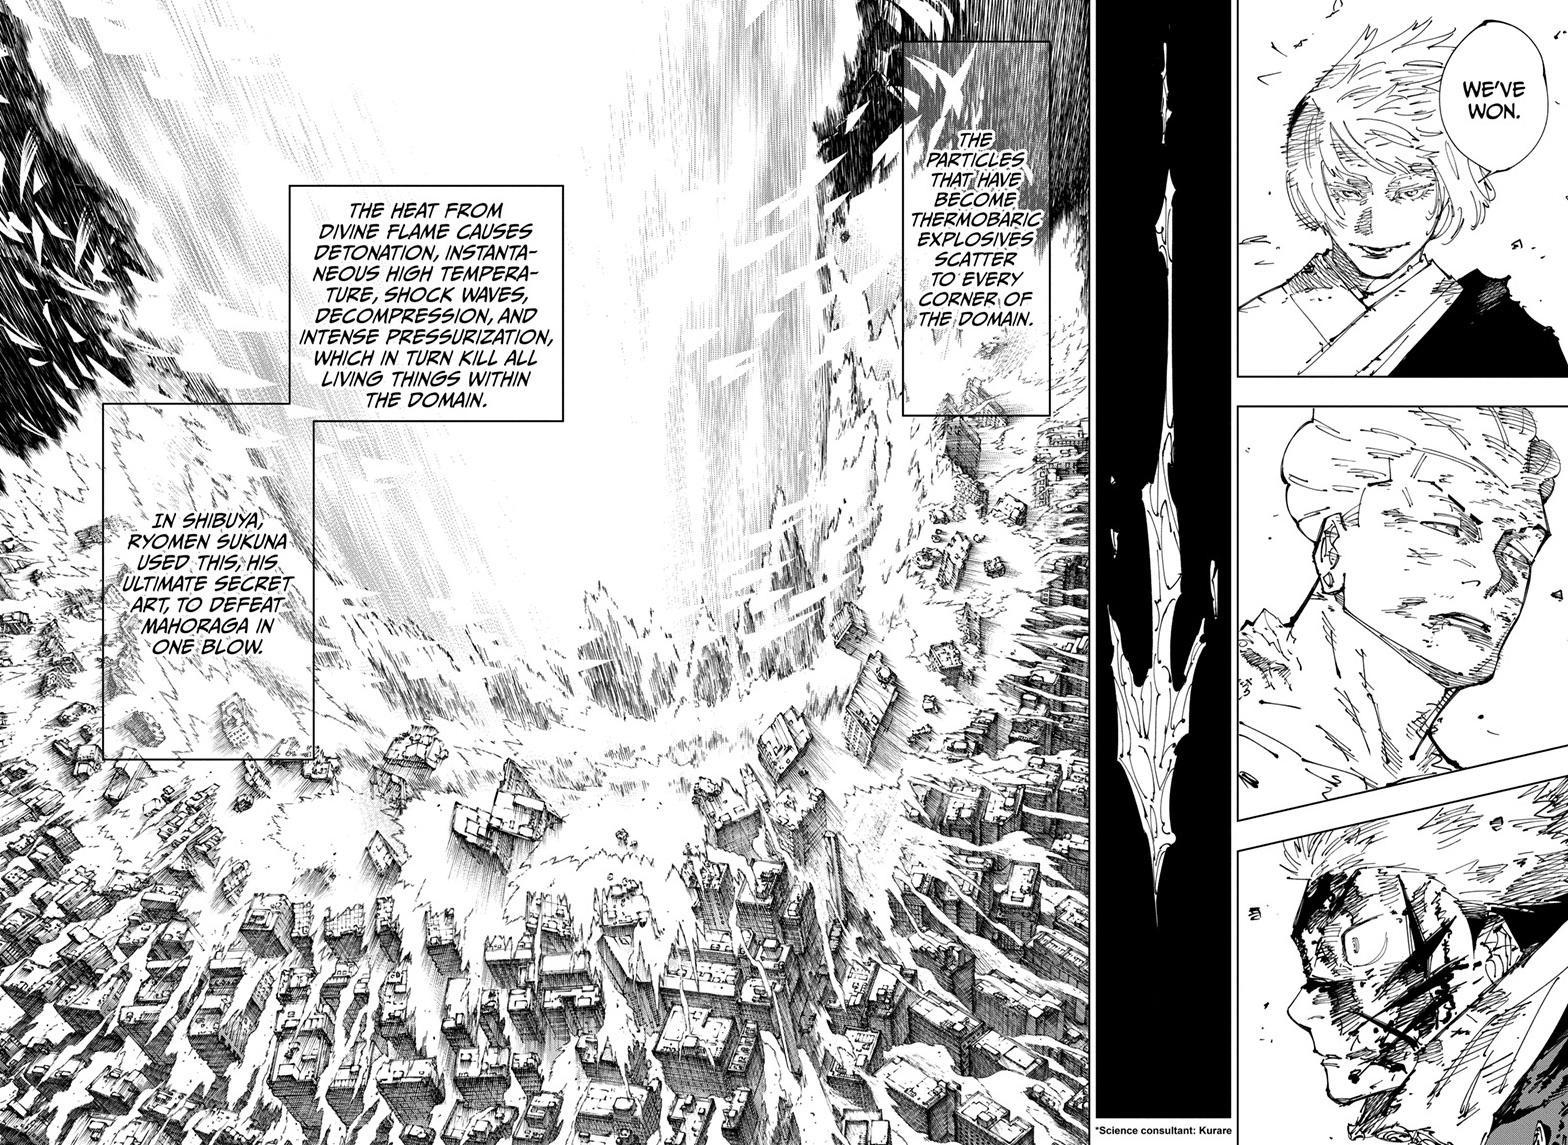 WE'VE
WON.
THE
PARTICLES
THAT HAVE
BECOME
THERMOBARIC
EXPLOSIVES
SCATTER
TO EVERY
CORNER OF
THE DOMAIN.
THE HEAT FROM
DIVINE FLAME CAUSES
DETONATION, INSTANTA-
NEOUS HIGH TEMPERA-
TURE, SHOCK WAVES,
DECOMPRESSION, AND
INTENSE PRESSURIZATION,
WHICH IN TURN KILL ALL
LIVING THINGS WITHIN
THE DOMAIN.
IN SHIBUYA,
RYOMEN SUKUNA
USED THIS, HIS
ULTIMATE SECRET
ART, TO DEFEAT
MAHORAGA IN
ONE BLOW.
*Science consultant: Kurare